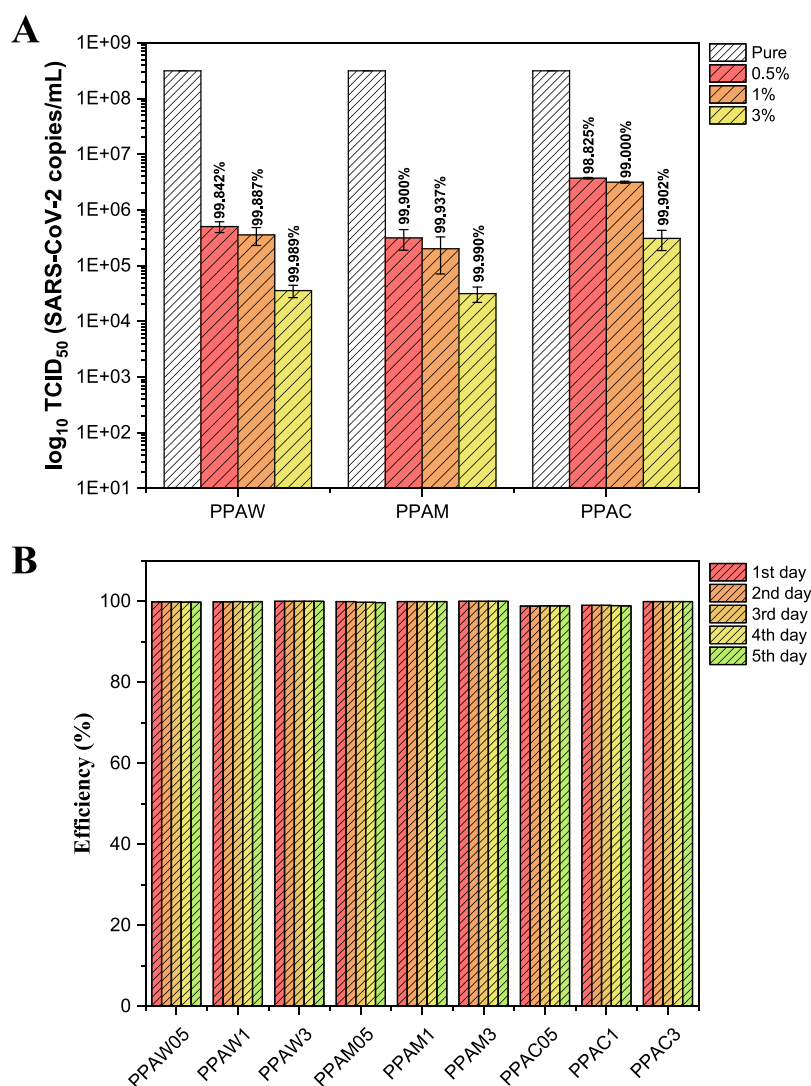 A
1E+09
1E+08
1E+07
1E+06
1E+05
1E+04
1E+03
1E+02
1E+01
log10 TCID50 (SARS-CoV-2 copies/mL)
99.842%
99.887%
99.989%
99.900%
99.937%
99.990%
98.825%
99.000%
99.902%
PPAW PPAM PPAC
Pure
0.5%
1%
3%
B
100
80
60
40
20
0
Efficiency (%)
PPAW05 PPAW1 PPAW3 PPAM05 PPAM1 PPAM3 PPAC05 PPAC1 PPAC3
1st day
2nd day
3rd day
4th day
5th day